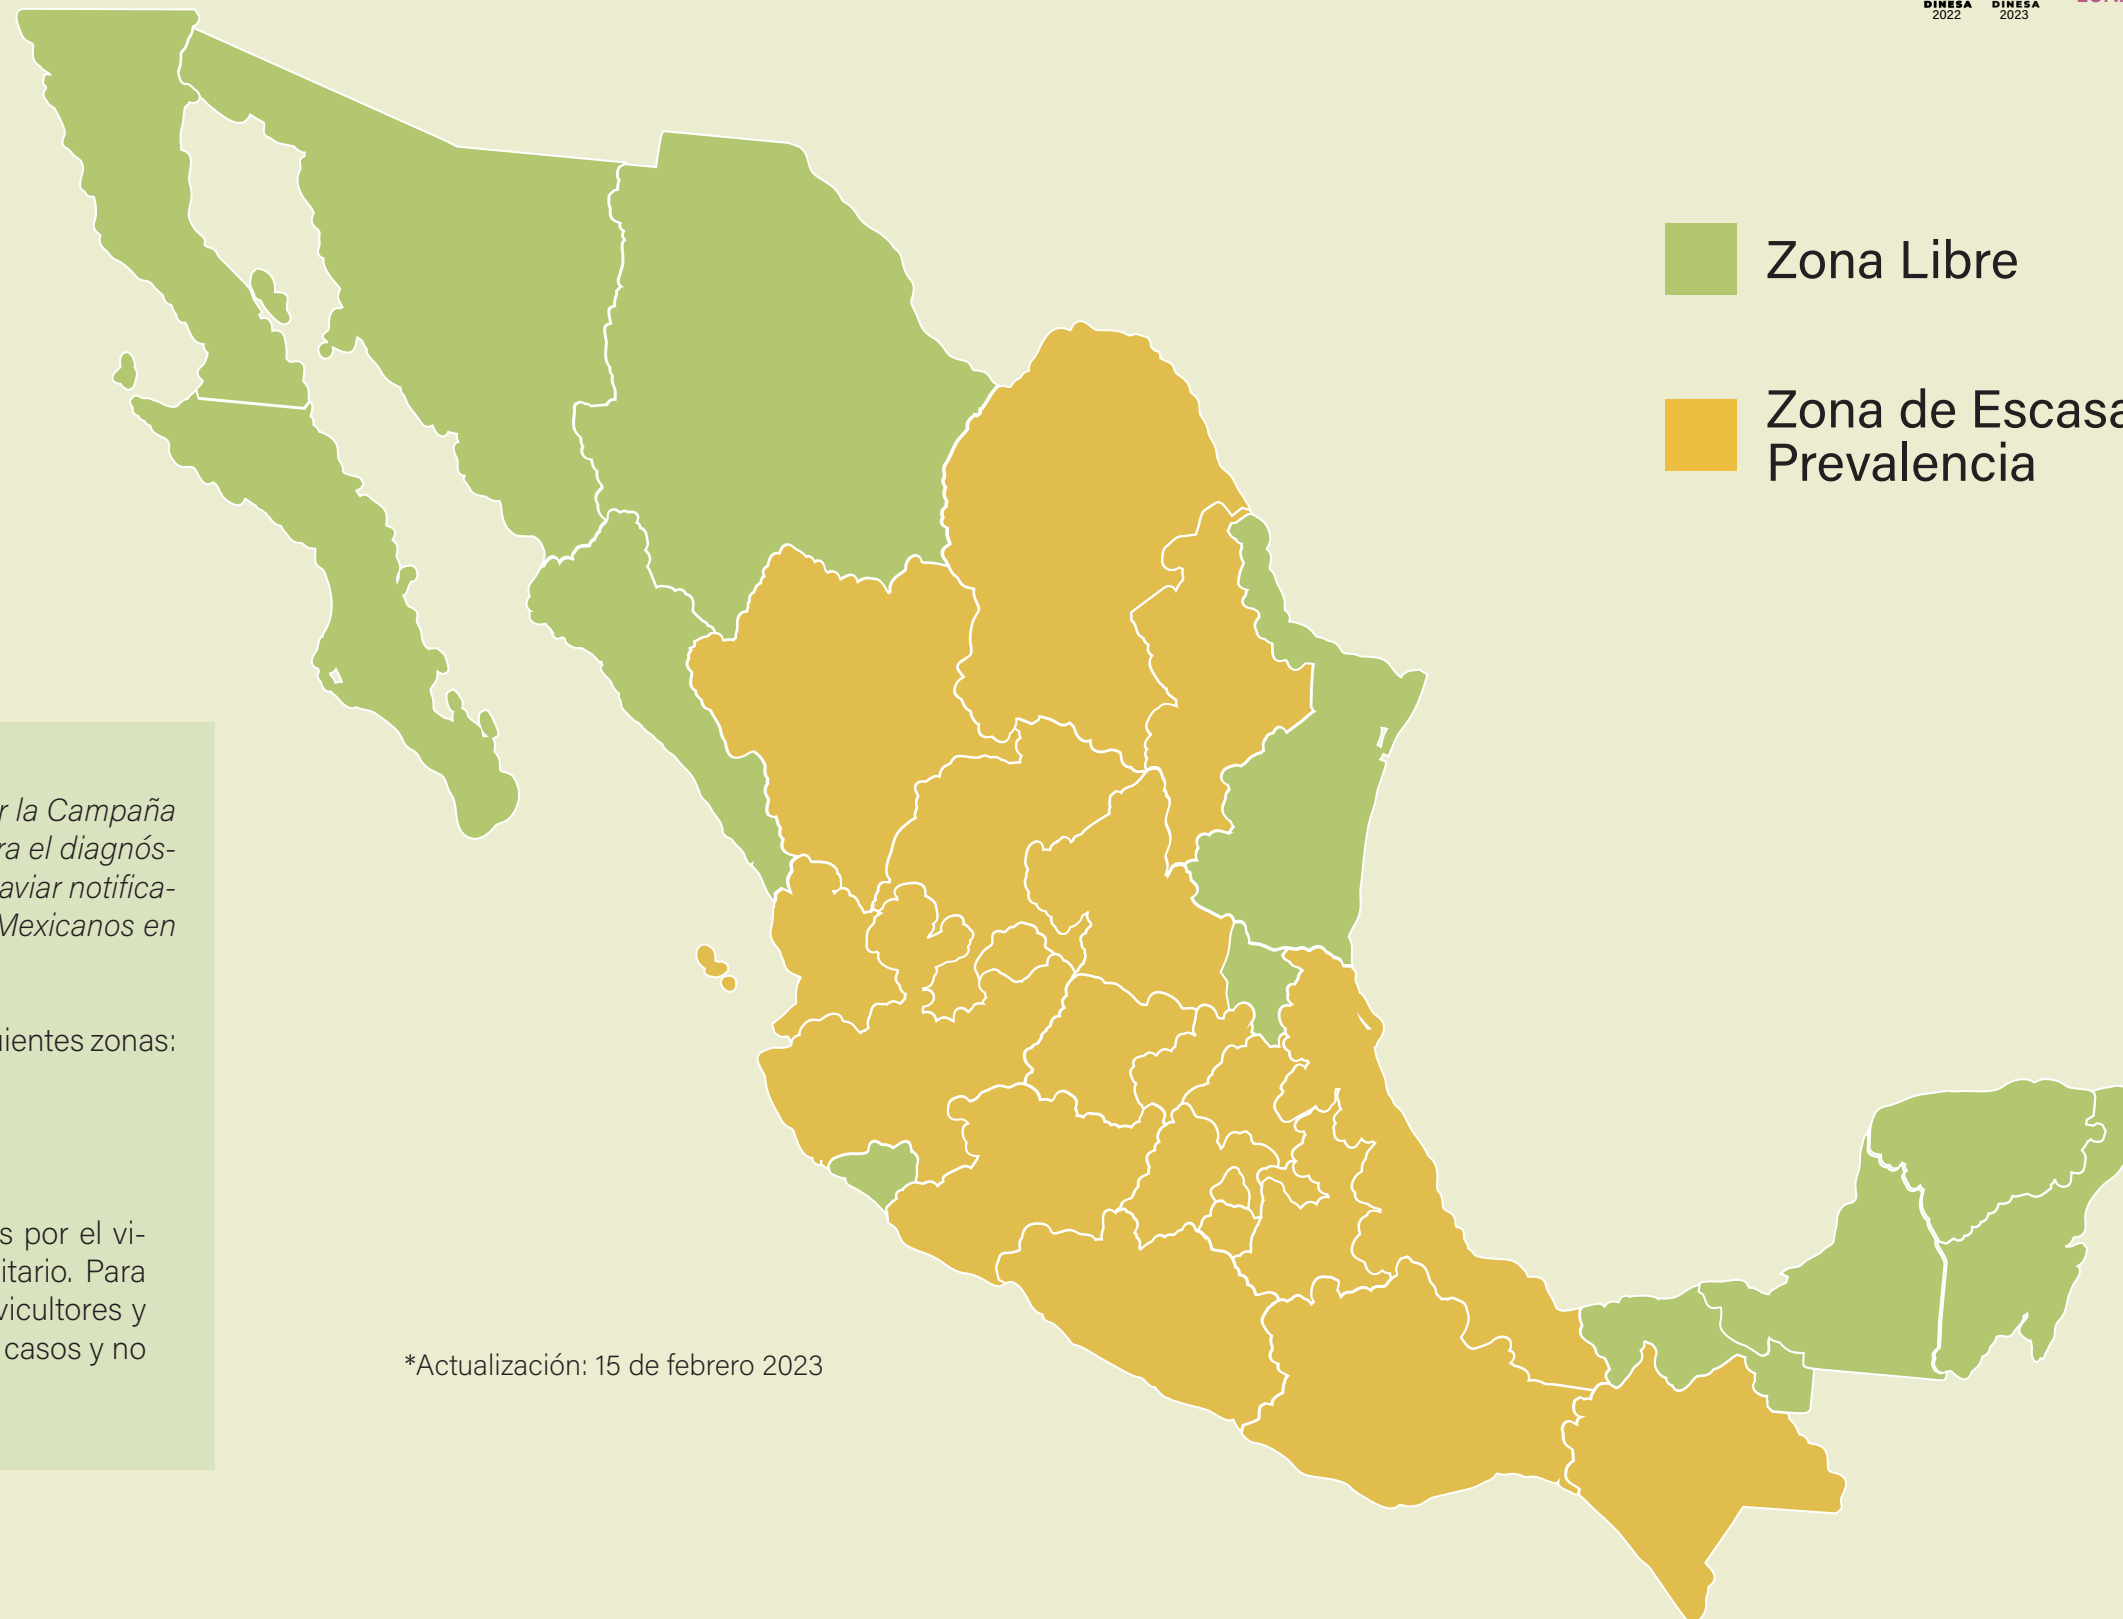 DINESA
2022
DINESA
2023
Zona Libre
Zona de Escasa
Prevalencia
r la Campaña
ra el diagnós-
aviar notifica-
Mexicanos en
uientes zonas:
s por el vi-
itario. Para
vicultores y
casos y no
*Actualización: 15 de febrero 2023